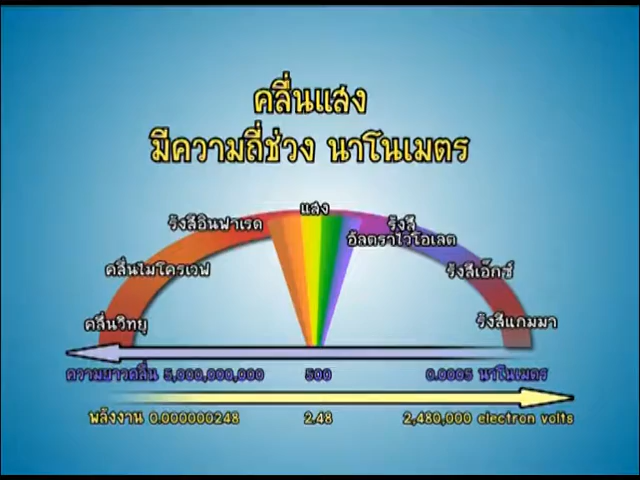 คลื่นแสง
มีความถี่ช่วง นาโนเมตร
แสง
รังสีอินฟาเรด
รังสี
อัลตราไวโอเลต
คลื่นไมโครเวฟ
รังสีเอ๊กซ์
คลื่นวิทยุ
รังสีแกมมา
ความยาวคลื่น 5,000,000,000 500 0.0005 นาโนเมตร
พลังงาน 0.000000248 2.48 2,480,000 electron volts